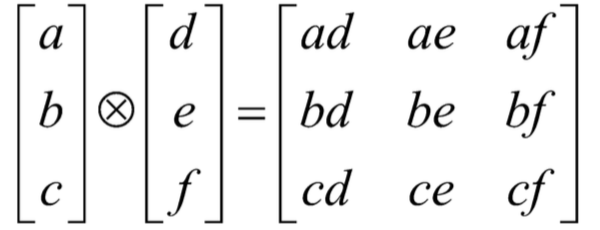 [a] ⊗ [d] = [ad ae af]
[b] ⊗ [e] = [bd be bf]
[c] ⊗ [f] = [cd ce cf]